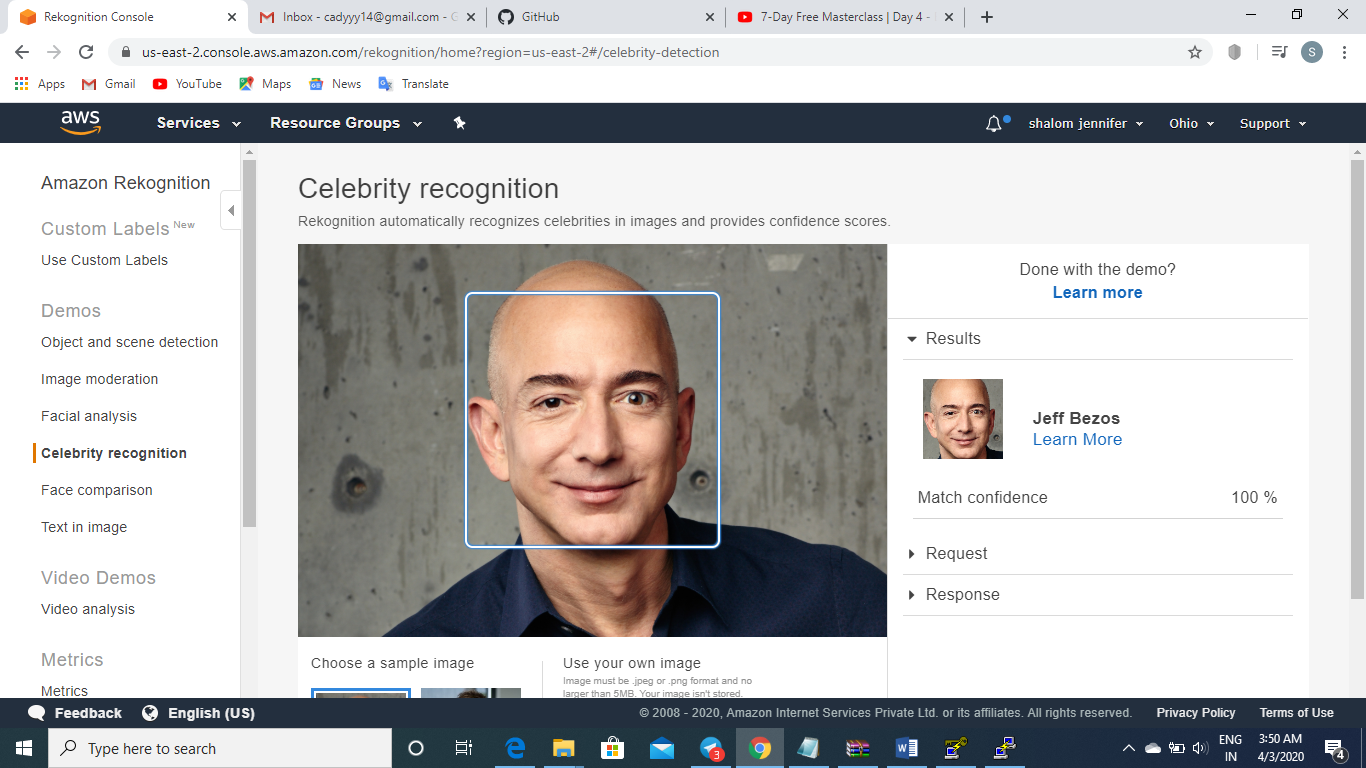 Rekognition Console
Inbox - cadyyy14@gmail.com - G
GitHub
7-Day Free Masterclass | Day 4 -
us-east-2.console.aws.amazon.com/rekognition/home?region=us-east-2#/celebrity-detection
S
Apps Gmail YouTube Maps News Translate
aws Services Resource Groups shalom jennifer Ohio Support
Amazon Rekognition
Custom Labels New
Use Custom Labels
Demos
Object and scene detection
Image moderation
Facial analysis
Celebrity recognition
Face comparison
Text in image
Video Demos
Video analysis
Metrics
Metrics
Celebrity recognition
Rekognition automatically recognizes celebrities in images and provides confidence scores.
Done with the demo?
Learn more
Results
Jeff Bezos
Learn More
Match confidence 100 %
Request
Response
Choose a sample image
Use your own image
Image must be .jpeg or .png format and no
larger than 5MB. Your image isn't stored.
Feedback English (US) © 2008 - 2020, Amazon Internet Services Private Ltd. or its affiliates. All rights reserved. Privacy Policy Terms of Use
Type here to search
3
W
ENG
IN
3:50 AM
4/3/2020
4